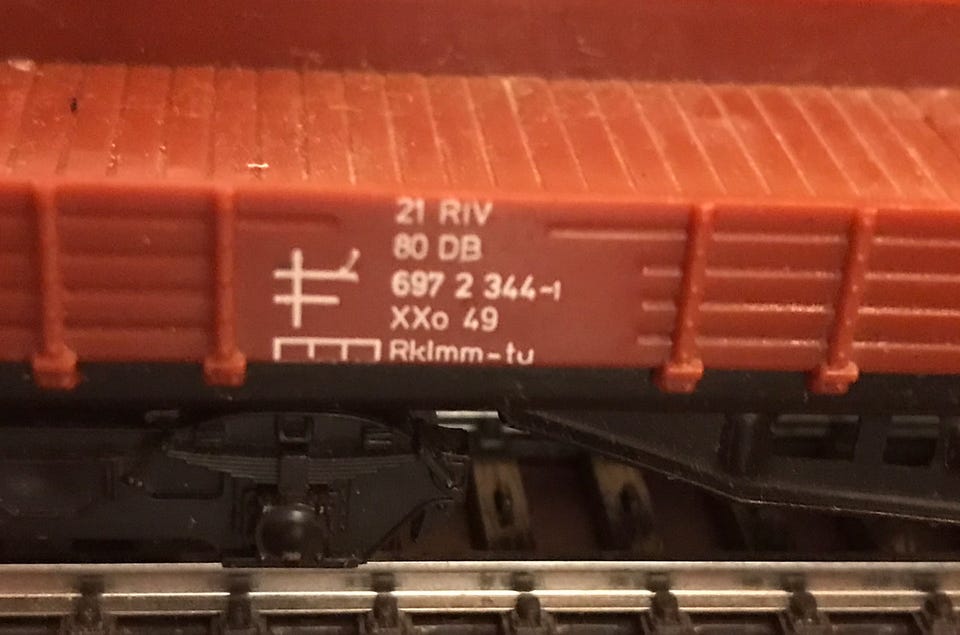 21 RIV
80 DB
697 2 344-1
XXo 49
Rklmm-tu